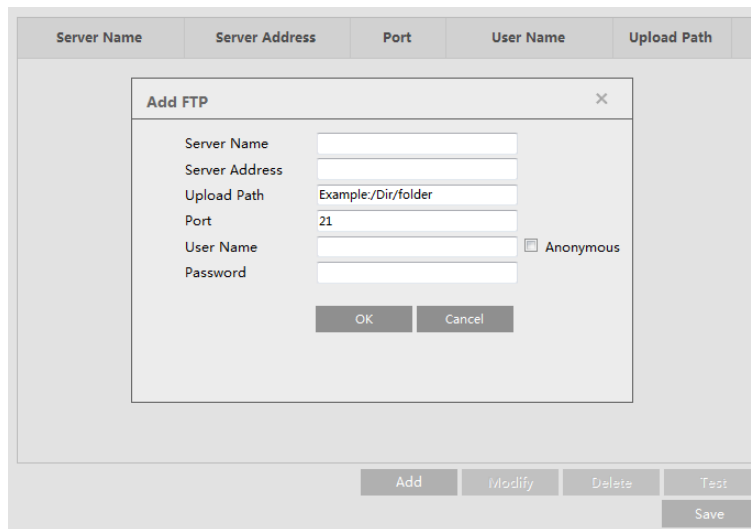 Server Name Server Address Port User Name Upload Path
Add FTP ×
Server Name
Server Address
Upload Path Example:/Dir/folder
Port 21
User Name Anonymous
Password
OK Cancel
Add Modify Delete Test
Save